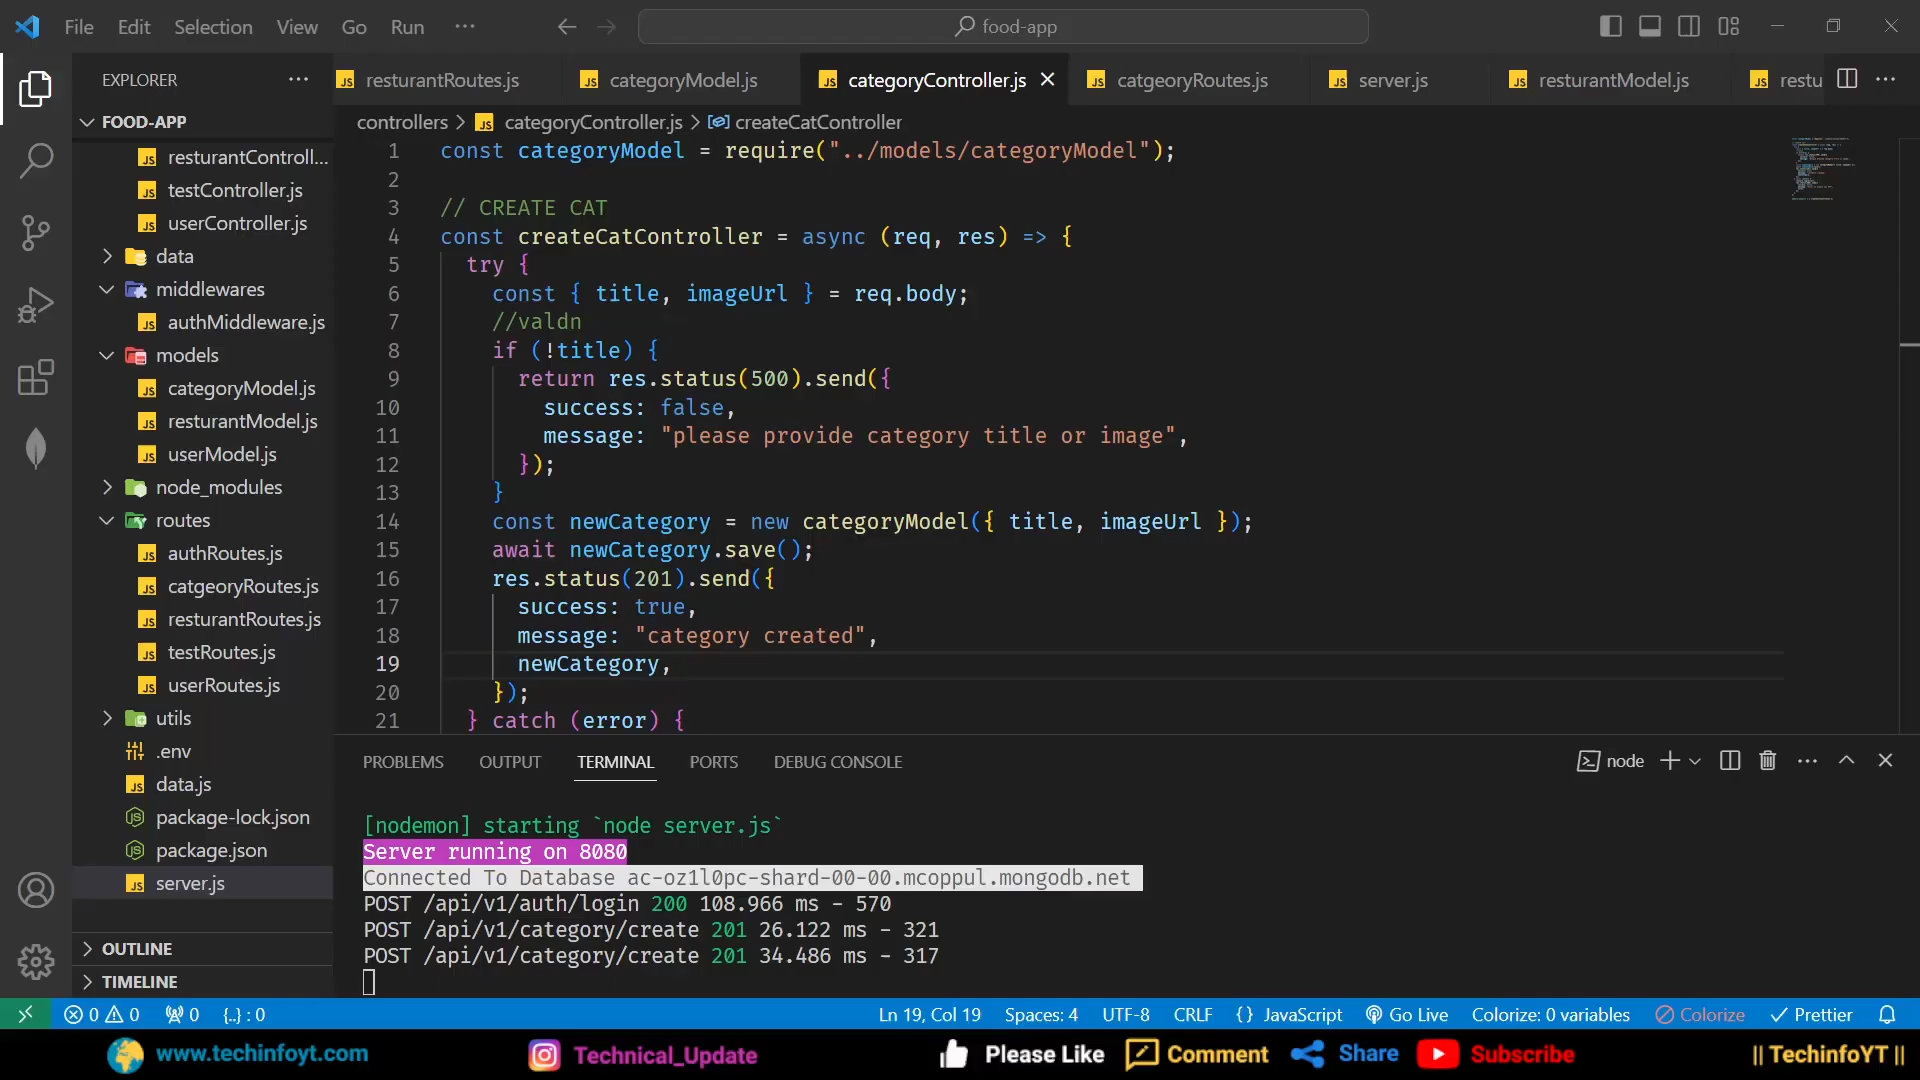 File Edit Selection View Go Run ··· food-app
EXPLORER ···
resturantRoutes.js categoryModel.js categoryController.js catgeoryRoutes.js server.js resturantModel.js restu ···
FOOD-APP
resturantControll...
testController.js
userController.js
data
middlewares
authMiddleware.js
models
categoryModel.js
resturantModel.js
userModel.js
node_modules
routes
authRoutes.js
catgeoryRoutes.js
resturantRoutes.js
testRoutes.js
userRoutes.js
utils
.env
data.js
package-lock.json
package.json
server.js
OUTLINE
TIMELINE
controllers > categoryController.js > createCatController
1 const categoryModel = require("../models/categoryModel");
2
3 // CREATE CAT
4 const createCatController = async (req, res) => {
5 try {
6 const { title, imageUrl } = req.body;
7 //valdn
8 if (!title) {
9 return res.status(500).send({
10 success: false,
11 message: "please provide category title or image",
12 });
13 }
14 const newCategory = new categoryModel({ title, imageUrl });
15 await newCategory.save();
16 res.status(201).send({
17 success: true,
18 message: "category created",
19 newCategory,
20 });
21 } catch (error) {
PROBLEMS OUTPUT TERMINAL PORTS DEBUG CONSOLE node ···
[nodemon] starting `node server.js`
Server running on 8080
Connected To Database ac-oz1l0pc-shard-00-00.mcoppul.mongodb.net
POST /api/v1/auth/login 200 108.966 ms - 570
POST /api/v1/category/create 201 26.122 ms - 321
POST /api/v1/category/create 201 34.486 ms - 317
0 0 0 {..} : 0 Ln 19, Col 19 Spaces: 4 UTF-8 CRLF {} JavaScript Go Live Colorize: 0 variables Colorize Prettier
www.techinfoyt.com Technical_Update Please Like Comment Share Subscribe || TechinfoYT ||